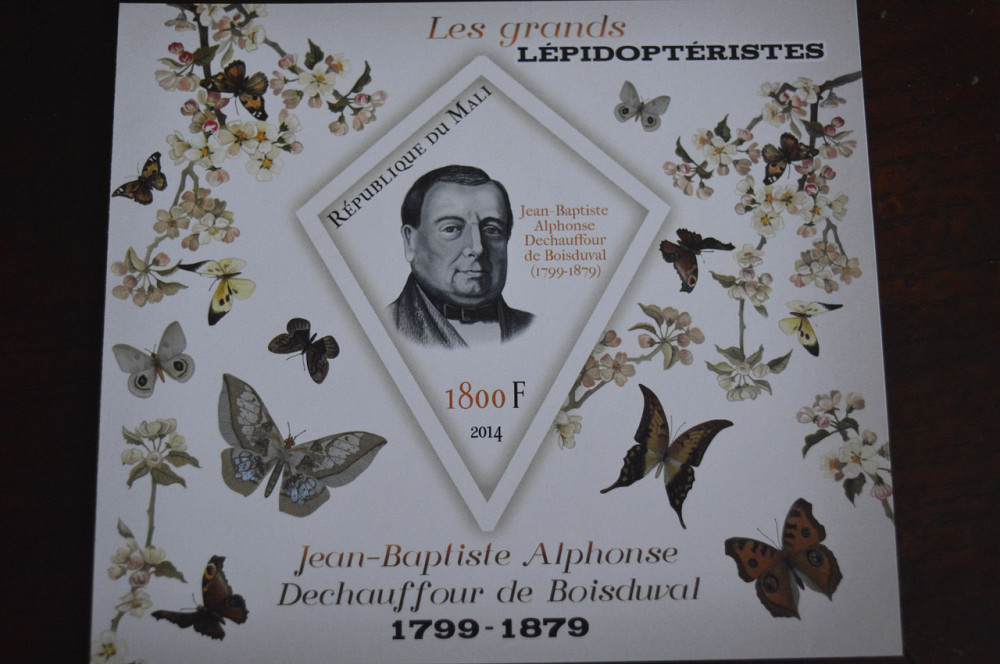 Les grands
LÉPIDOPTÉRISTES
RÉPUBLIQUE DU MALI
Jean-Baptiste
Alphonse
Dechauffour
de Boisduval
(1799-1879)
1800 F
2014
Jean-Baptiste Alphonse
Dechauffour de Boisduval
1799-1879